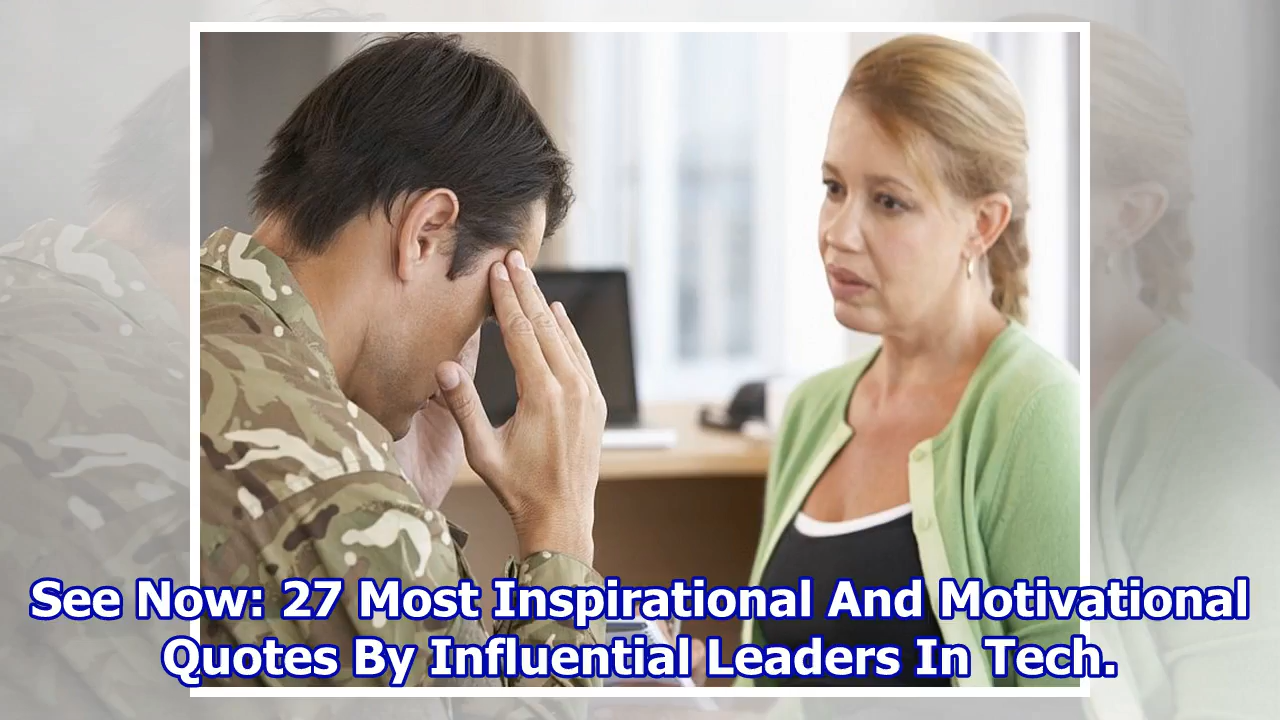 See Now: 27 Most Inspirational And Motivational
Quotes By Influential Leaders In Tech.